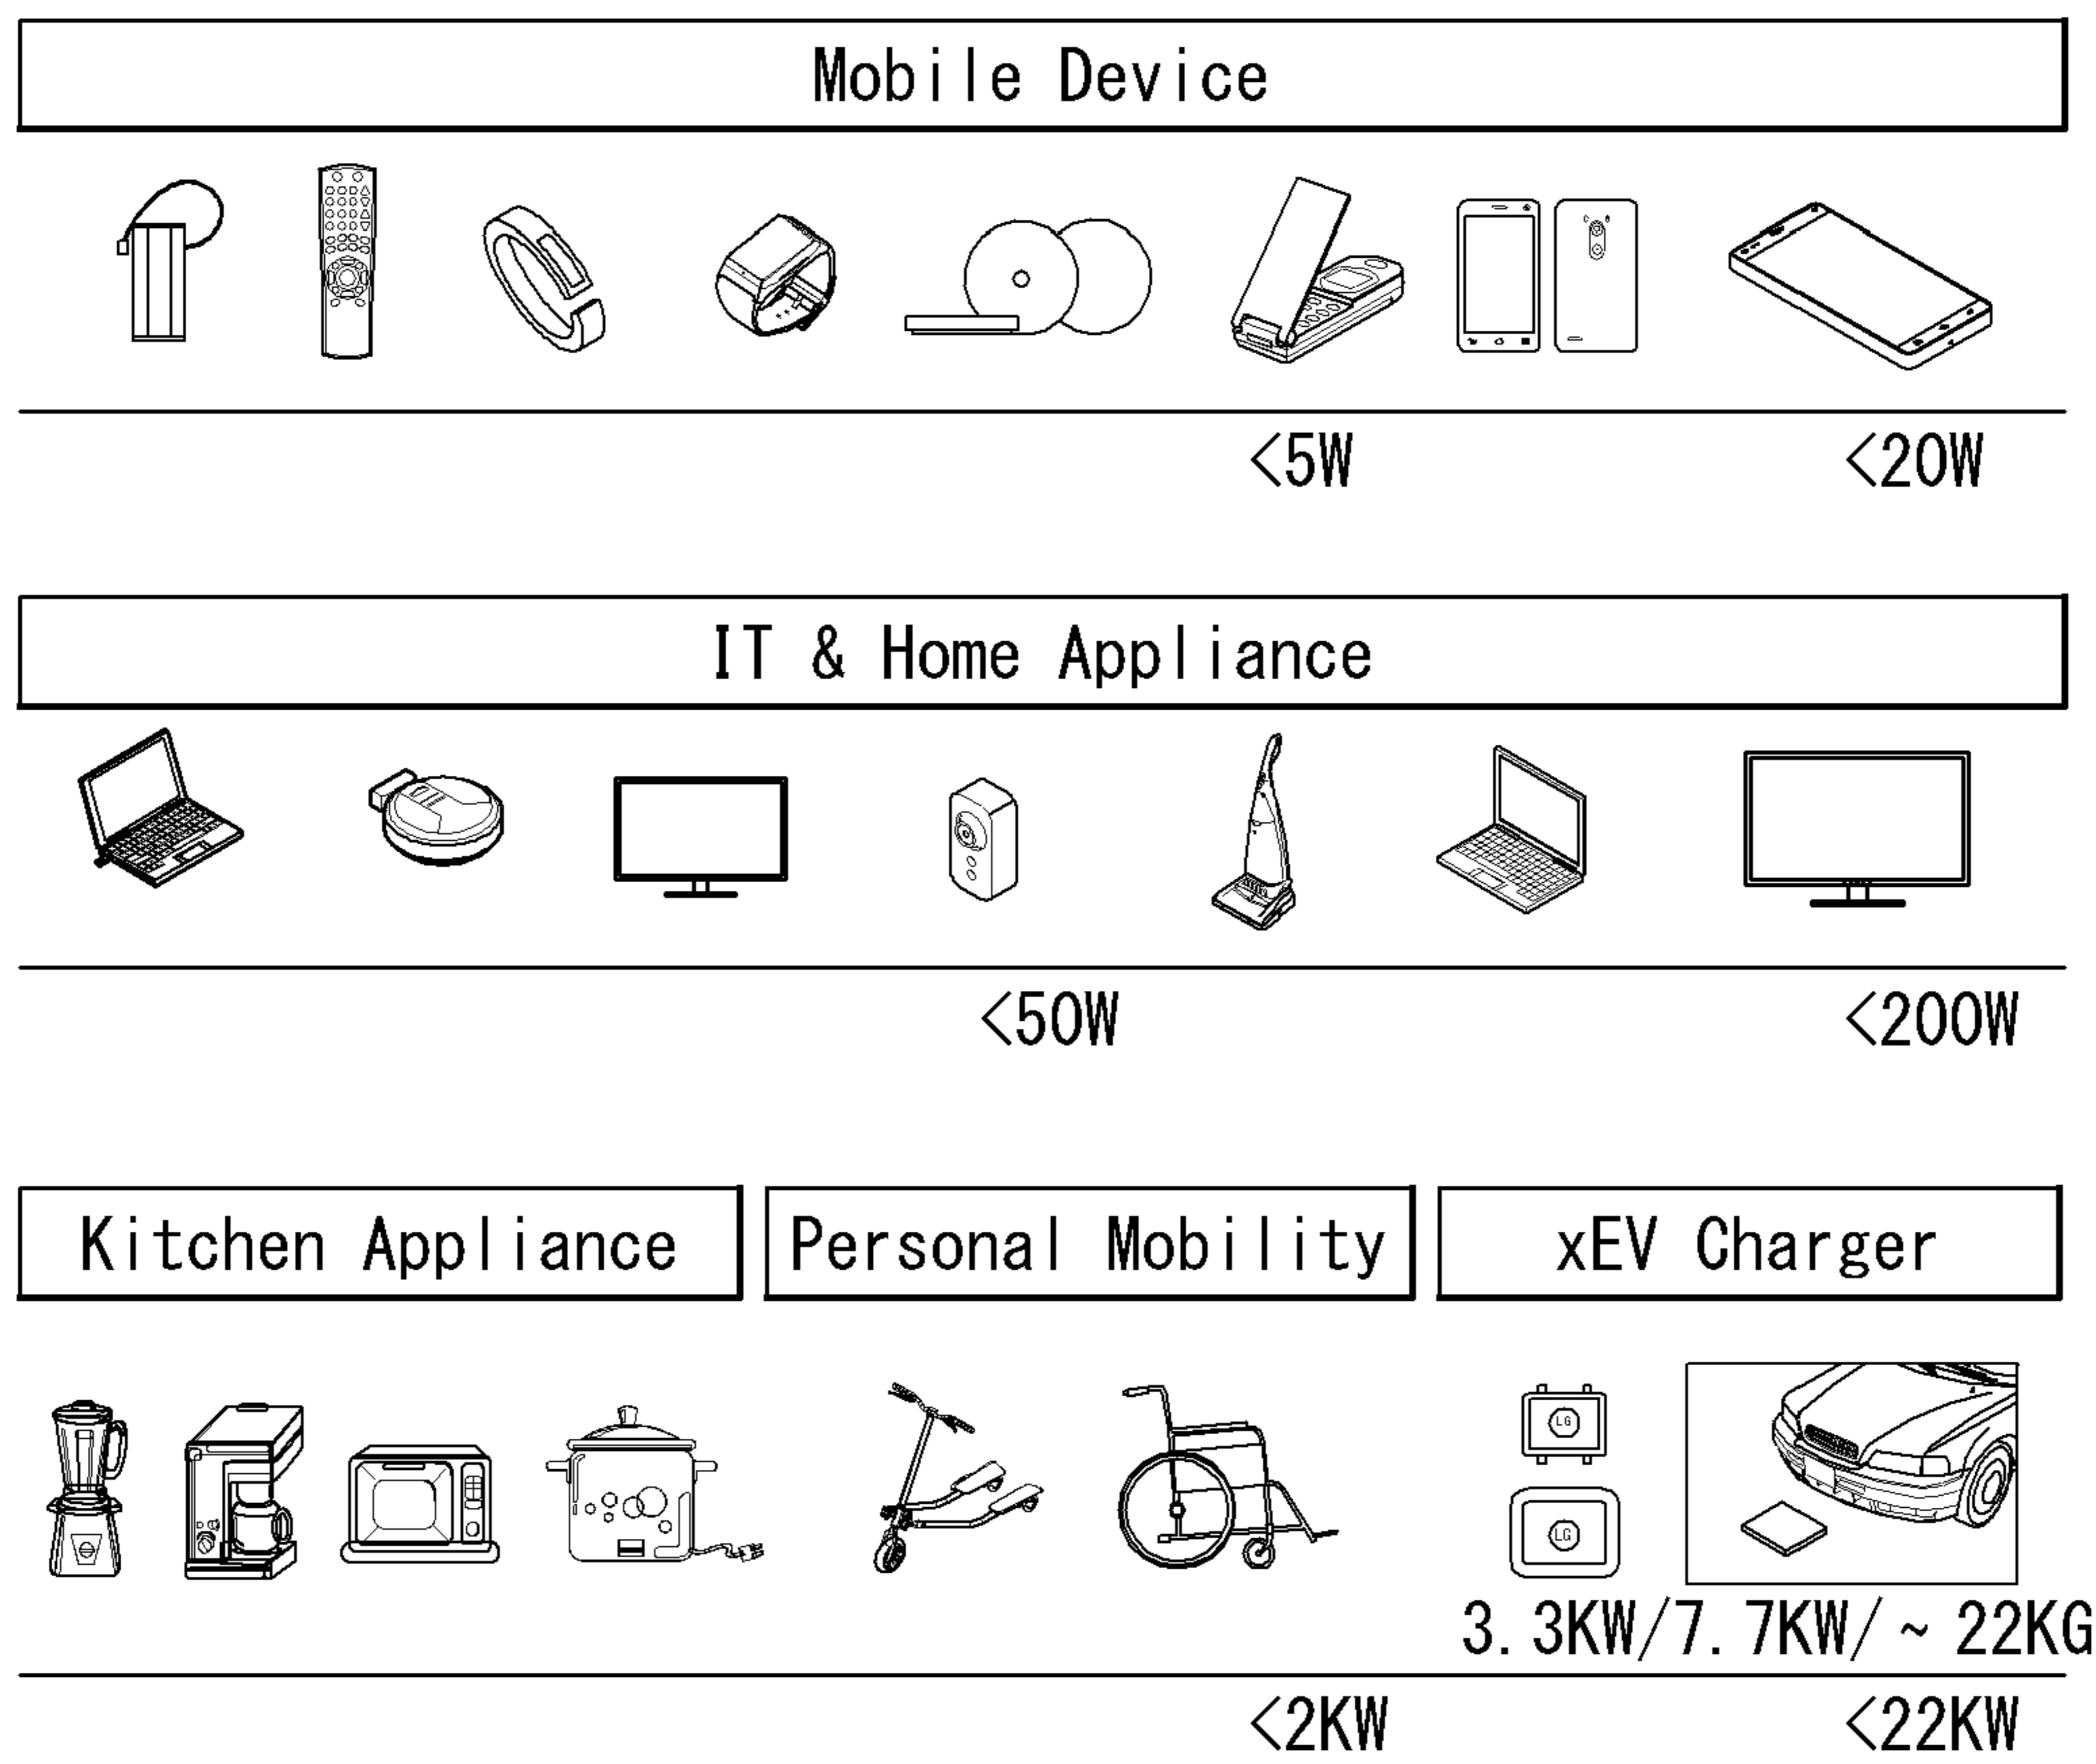 Mobile Device
<5W
<20W
IT & Home Appliance
<50W
<200W
Kitchen Appliance
Personal Mobility
xEV Charger
LG
LG
3.3KW/7.7KW/~22KG
<2KW
<22KW